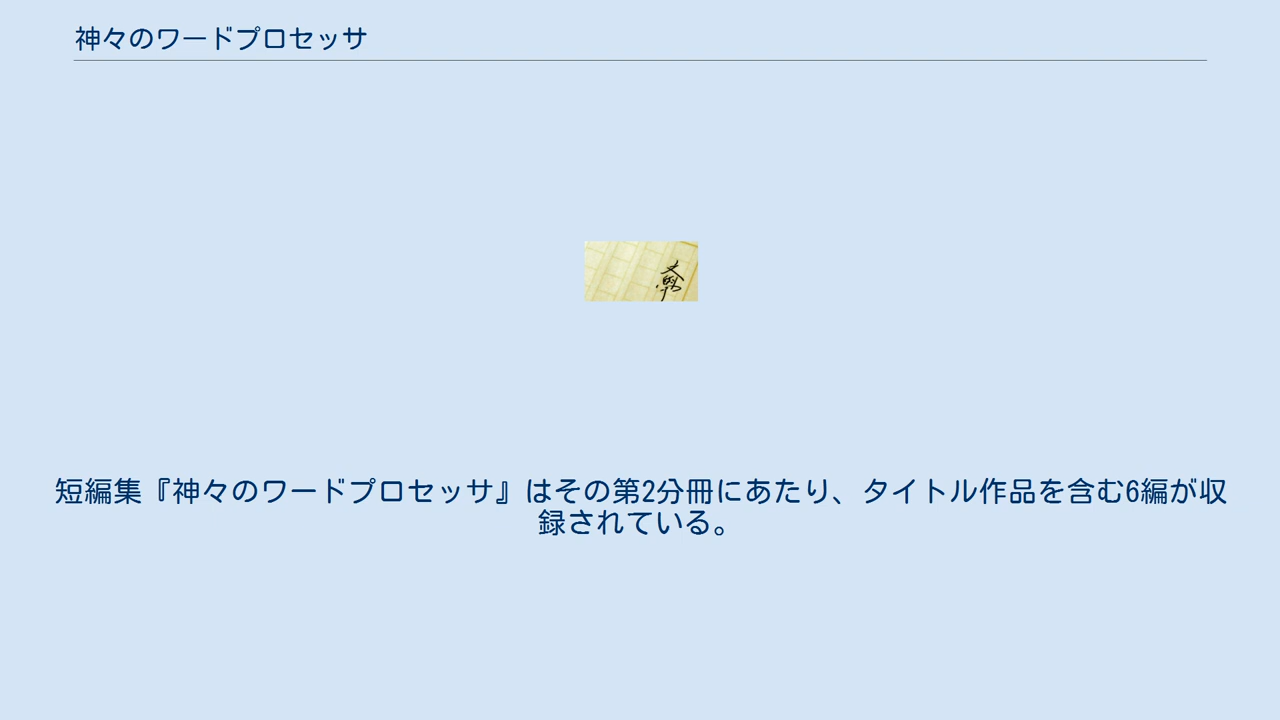 神々のワードプロセッサ
短編集『神々のワードプロセッサ』はその第2分冊にあたり、タイトル作品を含む6編が収
録されている。